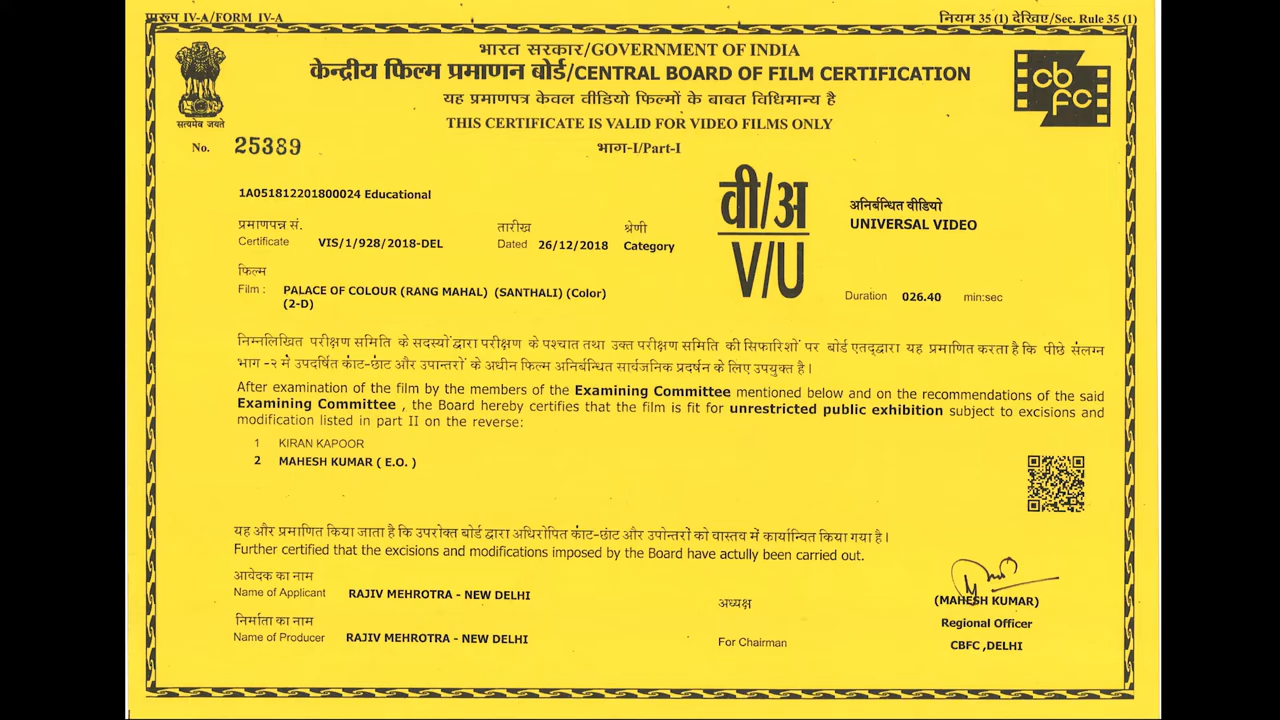 प्रारूप IV-A/FORM IV-A
नियम 35 (1) देखिए/Sec. Rule 35 (1)
भारत सरकार/GOVERNMENT OF INDIA
केन्द्रीय फिल्म प्रमाणन बोर्ड/CENTRAL BOARD OF FILM CERTIFICATION
यह प्रमाणपत्र केवल वीडियो फिल्मों के बाबत विधिमान्य है
THIS CERTIFICATE IS VALID FOR VIDEO FILMS ONLY
सत्यमेव जयते
cbfc
No. 25389
भाग-I/Part-I
1A051812201800024 Educational
वी/अ
V/U
अनिर्बन्धित वीडियो
UNIVERSAL VIDEO
प्रमाणपत्र सं. तारीख श्रेणी
Certificate VIS/1/928/2018-DEL Dated 26/12/2018 Category
फिल्म
Film : PALACE OF COLOUR (RANG MAHAL) (SANTHALI) (Color)
(2-D)
Duration 026.40 min:sec
निम्नलिखित परीक्षण समिति के सदस्यों द्वारा परीक्षण के पश्चात तथा उक्त परीक्षण समिति की सिफारिशों पर बोर्ड एतद्द्वारा यह प्रमाणित करता है कि पीछे संलग्न
भाग -२ में उपदर्षित काट-छाट और उपान्तरों के अधीन फिल्म अनिर्बन्धित सार्वजनिक प्रदर्षन के लिए उपयुक्त है।
After examination of the film by the members of the Examining Committee mentioned below and on the recommendations of the said
Examining Committee , the Board hereby certifies that the film is fit for unrestricted public exhibition subject to excisions and
modification listed in part II on the reverse:
1 KIRAN KAPOOR
2 MAHESH KUMAR ( E.O. )
यह और प्रमाणित किया जाता है कि उपरोक्त बोर्ड द्वारा अधिरोपित काट-छांट और उपोन्तरों को वास्तव में कार्यान्वित किया गया है।
Further certified that the excisions and modifications imposed by the Board have actully been carried out.
आवेदक का नाम
Name of Applicant RAJIV MEHROTRA - NEW DELHI
निर्माता का नाम
Name of Producer RAJIV MEHROTRA - NEW DELHI
अध्यक्ष
For Chairman
(MAHESH KUMAR)
Regional Officer
CBFC ,DELHI